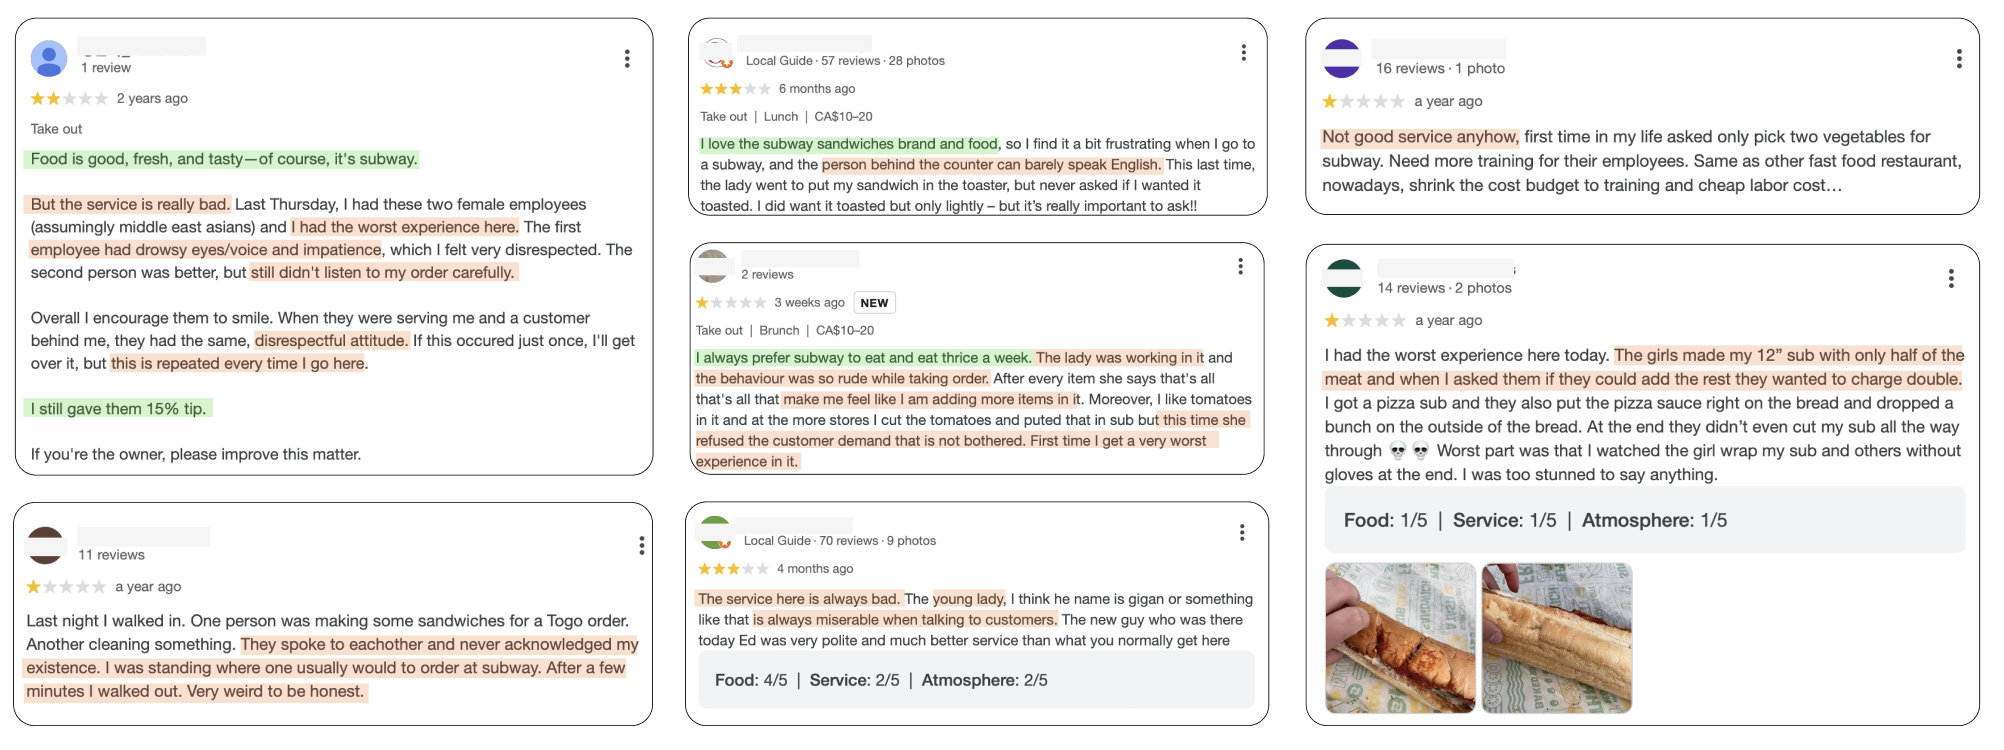 1 review
2 years ago
Take out
Food is good, fresh, and tasty—of course, it's subway.
But the service is really bad. Last Thursday, I had these two female employees
(assumingly middle east asians) and I had the worst experience here. The first
employee had drowsy eyes/voice and impatience, which I felt very disrespected. The
second person was better, but still didn't listen to my order carefully.
Overall I encourage them to smile. When they were serving me and a customer
behind me, they had the same, disrespectful attitude. If this occured just once, I'll get
over it, but this is repeated every time I go here.
I still gave them 15% tip.
If you're the owner, please improve this matter.
11 reviews
a year ago
Last night I walked in. One person was making some sandwiches for a Togo order.
Another cleaning something. They spoke to eachother and never acknowledged my
existence. I was standing where one usually would to order at subway. After a few
minutes I walked out. Very weird to be honest.
Local Guide · 57 reviews · 28 photos
6 months ago
Take out | Lunch | CA$10–20
I love the subway sandwiches brand and food, so I find it a bit frustrating when I go to
a subway, and the person behind the counter can barely speak English. This last time,
the lady went to put my sandwich in the toaster, but never asked if I wanted it
toasted. I did want it toasted but only lightly – but it's really important to ask!!
2 reviews
3 weeks ago NEW
Take out | Brunch | CA$10–20
I always prefer subway to eat and eat thrice a week. The lady was working in it and
the behaviour was so rude while taking order. After every item she says that's all
that's all that make me feel like I am adding more items in it. Moreover, I like tomatoes
in it and at the more stores I cut the tomatoes and puted that in sub but this time she
refused the customer demand that is not bothered. First time I get a very worst
experience in it.
Local Guide · 70 reviews · 9 photos
4 months ago
The service here is always bad. The young lady, I think he name is gigan or something
like that is always miserable when talking to customers. The new guy who was there
today Ed was very polite and much better service than what you normally get here
Food: 4/5 | Service: 2/5 | Atmosphere: 2/5
16 reviews · 1 photo
a year ago
Not good service anyhow, first time in my life asked only pick two vegetables for
subway. Need more training for their employees. Same as other fast food restaurant,
nowadays, shrink the cost budget to training and cheap labor cost…
14 reviews · 2 photos
a year ago
I had the worst experience here today. The girls made my 12” sub with only half of the
meat and when I asked them if they could add the rest they wanted to charge double.
I got a pizza sub and they also put the pizza sauce right on the bread and dropped a
bunch on the outside of the bread. At the end they didn’t even cut my sub all the way
through 💀 💀 Worst part was that I watched the girl wrap my sub and others without
gloves at the end. I was too stunned to say anything.
Food: 1/5 | Service: 1/5 | Atmosphere: 1/5